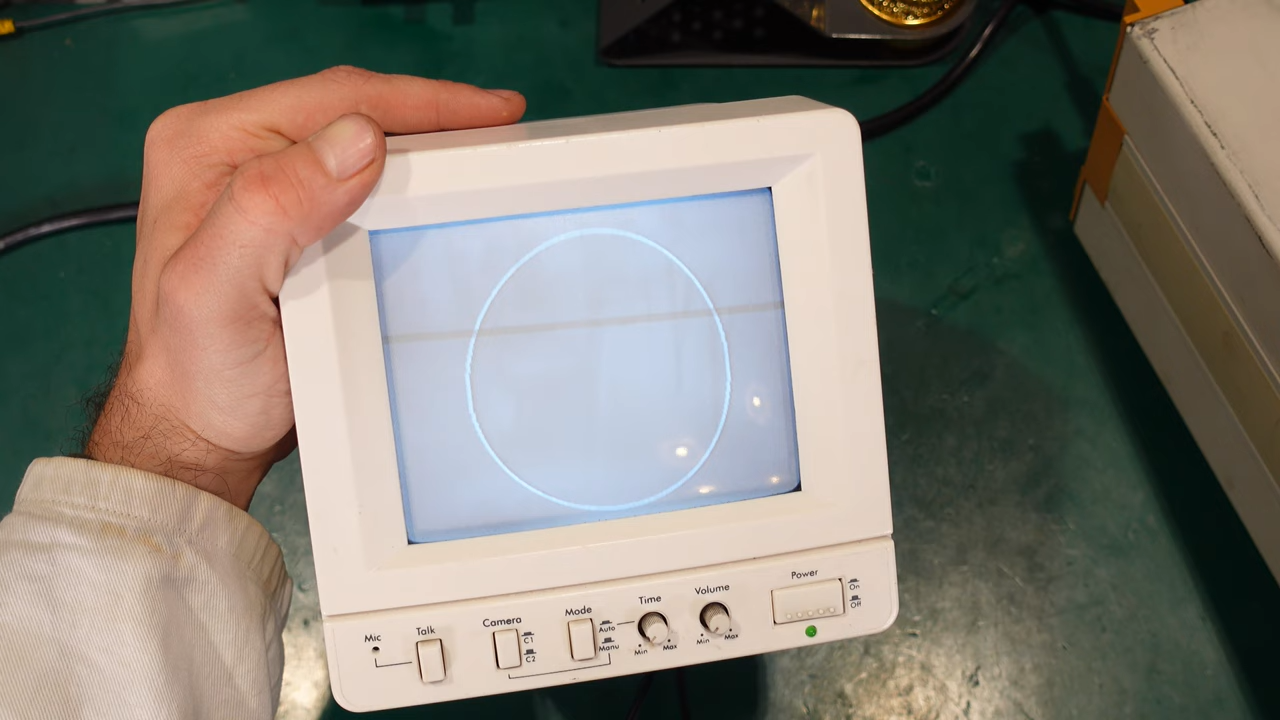 Mic
Talk
Camera
C1
C2
Mode
Auto
Manu
Time
Min Max
Volume
Min Max
Power
On
Off